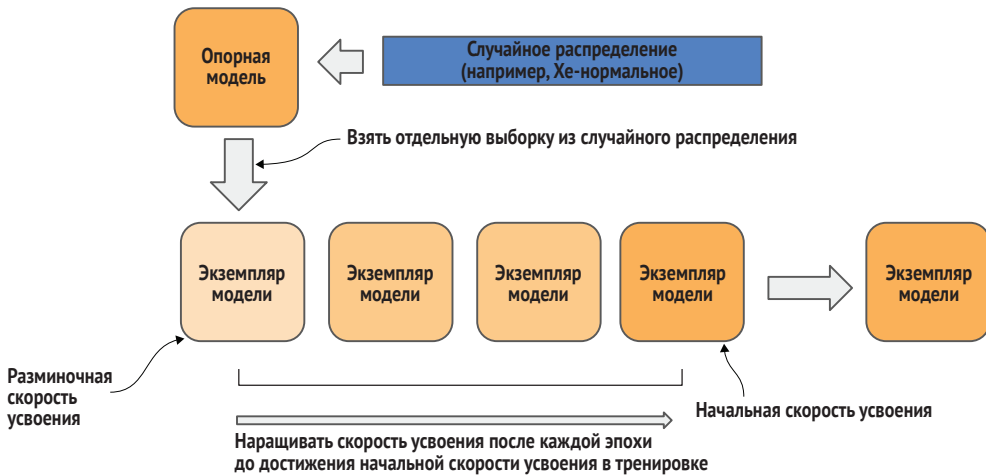 Опорная
модель
Случайное распределение
(например, Хе-нормальное)
Взять отдельную выборку из случайного распределения
Экземпляр
модели
Экземпляр
модели
Экземпляр
модели
Экземпляр
модели
Экземпляр
модели
Разминочная
скорость
усвоения
Начальная скорость усвоения
Наращивать скорость усвоения после каждой эпохи
до достижения начальной скорости усвоения в тренировке